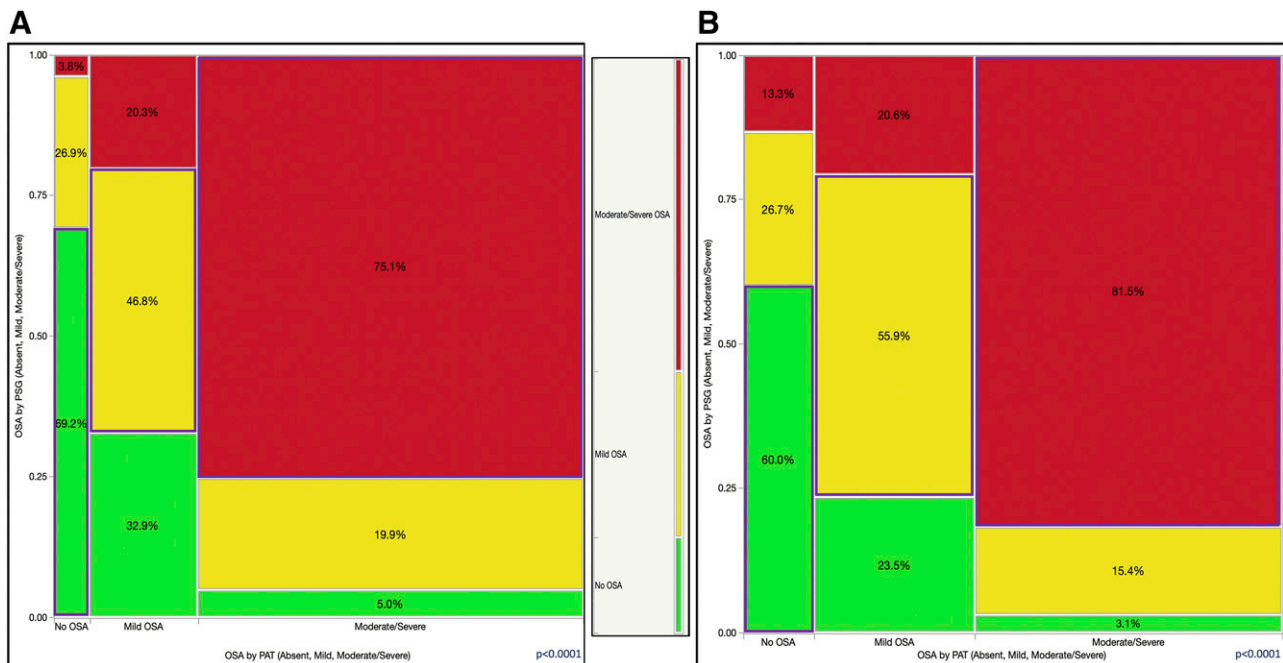 A
OSA by PSG (Absent, Mild, Moderate/Severe)
1.00
0.75
0.50
0.25
0.00
3.8%
26.9%
69.2%
20.3%
46.8%
32.9%
75.1%
19.9%
5.0%
No OSA
Mild OSA
Moderate/Severe
OSA by PAT (Absent, Mild, Moderate/Severe)
p<0.0001
Moderate/Severe OSA
Mild OSA
No OSA
B
OSA by PSG (Absent, Mild, Moderate/Severe)
1.00
0.75
0.50
0.25
0.00
13.3%
26.7%
60.0%
20.6%
55.9%
23.5%
81.5%
15.4%
3.1%
No OSA
Mild OSA
Moderate/Severe
OSA by PAT (Absent, Mild, Moderate/Severe)
p<0.0001